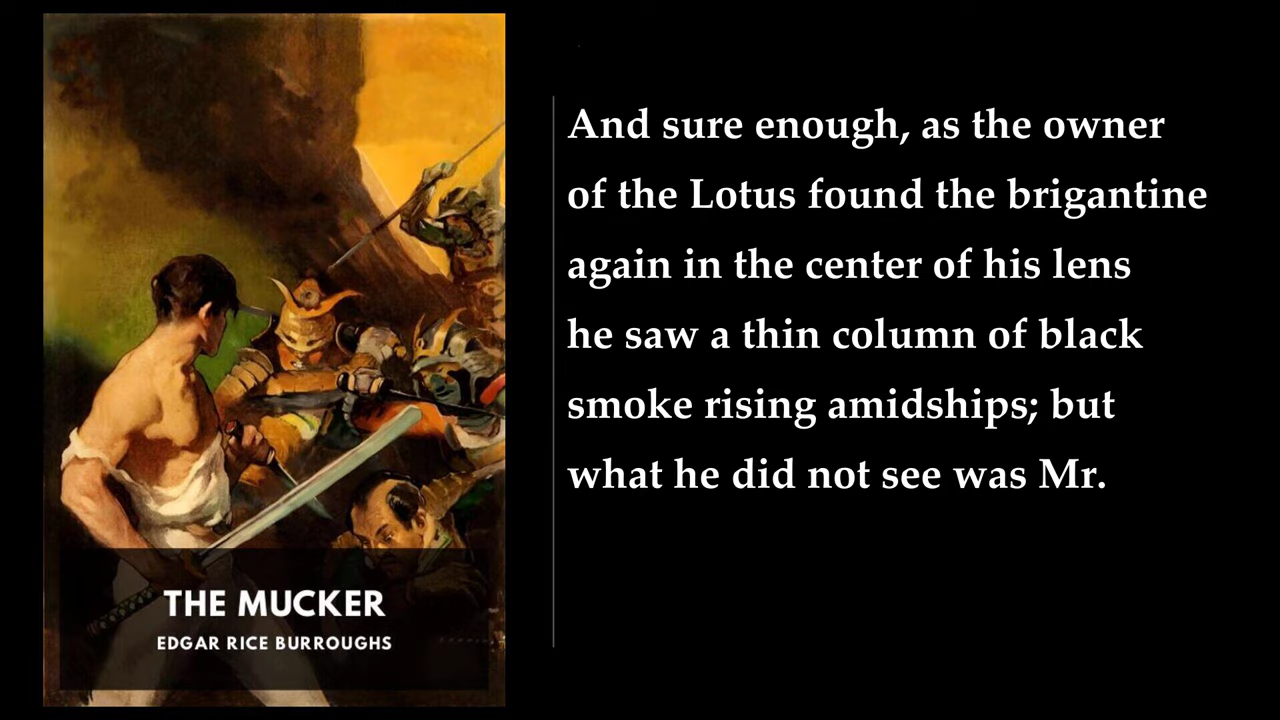 THE MUCKER
EDGAR RICE BURROUGHS
And sure enough, as the owner
of the Lotus found the brigantine
again in the center of his lens
he saw a thin column of black
smoke rising amidships; but
what he did not see was Mr.